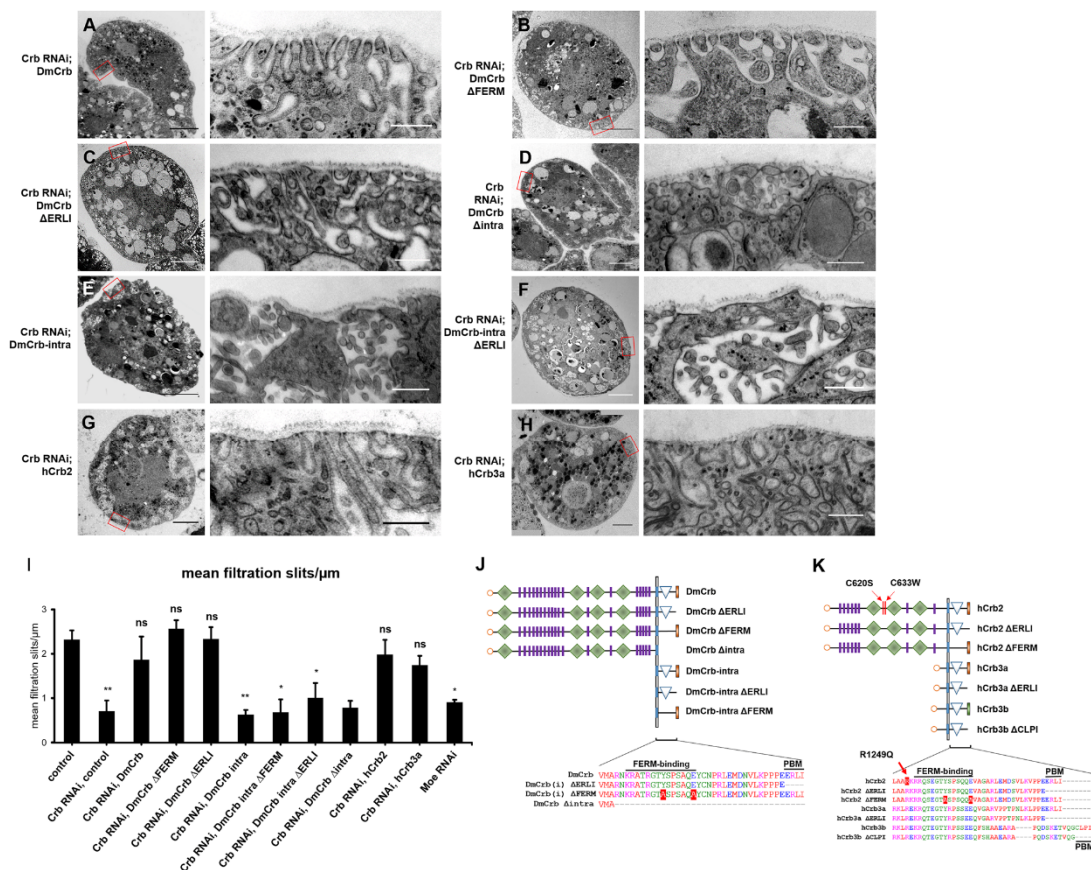 A
Crb RNAi;
DmCrb
B
Crb RNAi;
DmCrb
ΔFERM
C
Crb RNAi;
DmCrb
ΔERLI
D
Crb
RNAi;
DmCrb
Δintra
E
Crb RNAi;
DmCrb-intra
F
Crb RNAi;
DmCrb-intra
ΔERLI
G
Crb RNAi;
hCrb2
H
Crb RNAi;
hCrb3a
I
mean filtration slits/µm
mean filtration slits/µm
3
2
1
0
** ns ns ns ** * * ns ns *
control
Crb RNAi, control
Crb RNAi, DmCrb
Crb RNAi, DmCrb ΔFERM
Crb RNAi, DmCrb ΔERLI
Crb RNAi, DmCrb intra
Crb RNAi, DmCrb intra ΔFERM
Crb RNAi, DmCrb intra ΔERLI
Crb RNAi, DmCrb Δintra
Crb RNAi, hCrb2
Crb RNAi, hCrb3a
Moe RNAi
J
DmCrb
DmCrb ΔERLI
DmCrb ΔFERM
DmCrb Δintra
DmCrb-intra
DmCrb-intra ΔERLI
DmCrb-intra ΔFERM
FERM-binding PBM
DmCrb VMARNKRATRGTYSPSAQEYCNPRLEMDNVLKPPPEERLI
DmCrb(i) ΔERLI
DmCrb(i) ΔFERM A A
DmCrb Δintra VMA
K
C620S C633W
hCrb2
hCrb2 ΔERLI
hCrb2 ΔFERM
hCrb3a
hCrb3a ΔERLI
hCrb3b
hCrb3b ΔCLPI
R1249Q
FERM-binding PBM
hCrb2
hCrb2 ΔERLI
hCrb2 ΔFERM
hCrb3a
hCrb3a ΔERLI
hCrb3b
hCrb3b ΔCLPI
PBM